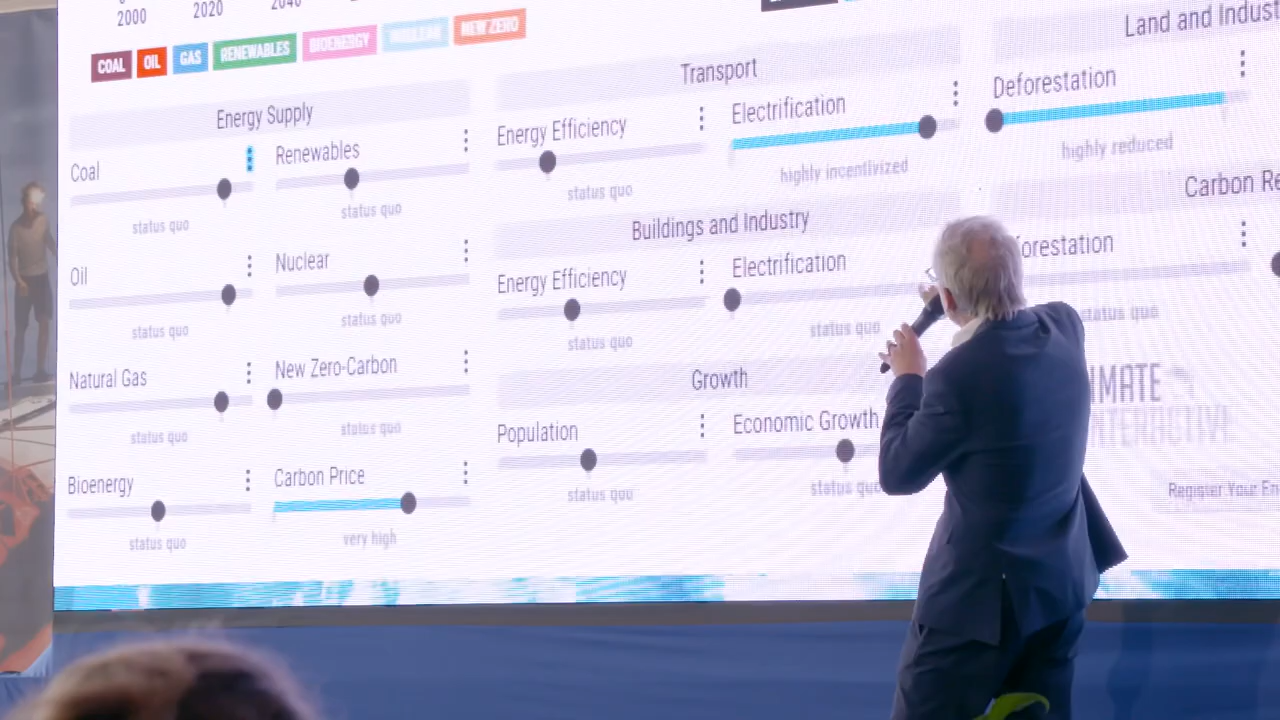 2000 2020 2040
COAL OIL GAS RENEWABLES BIOENERGY NUCLEAR NEW ZERO
Energy Supply
Coal
status quo
Renewables
status quo
Oil
status quo
Nuclear
status quo
Natural Gas
status quo
New Zero-Carbon
status quo
Bioenergy
status quo
Carbon Price
very high
Transport
Energy Efficiency
status quo
Electrification
highly incentivized
Buildings and Industry
Energy Efficiency
status quo
Electrification
status quo
Growth
Population
status quo
Economic Growth
status quo
Land and Indust
Deforestation
highly reduced
Carbon Re
forestation
status quo
IMATE
INTERACTIVE
Register Your En